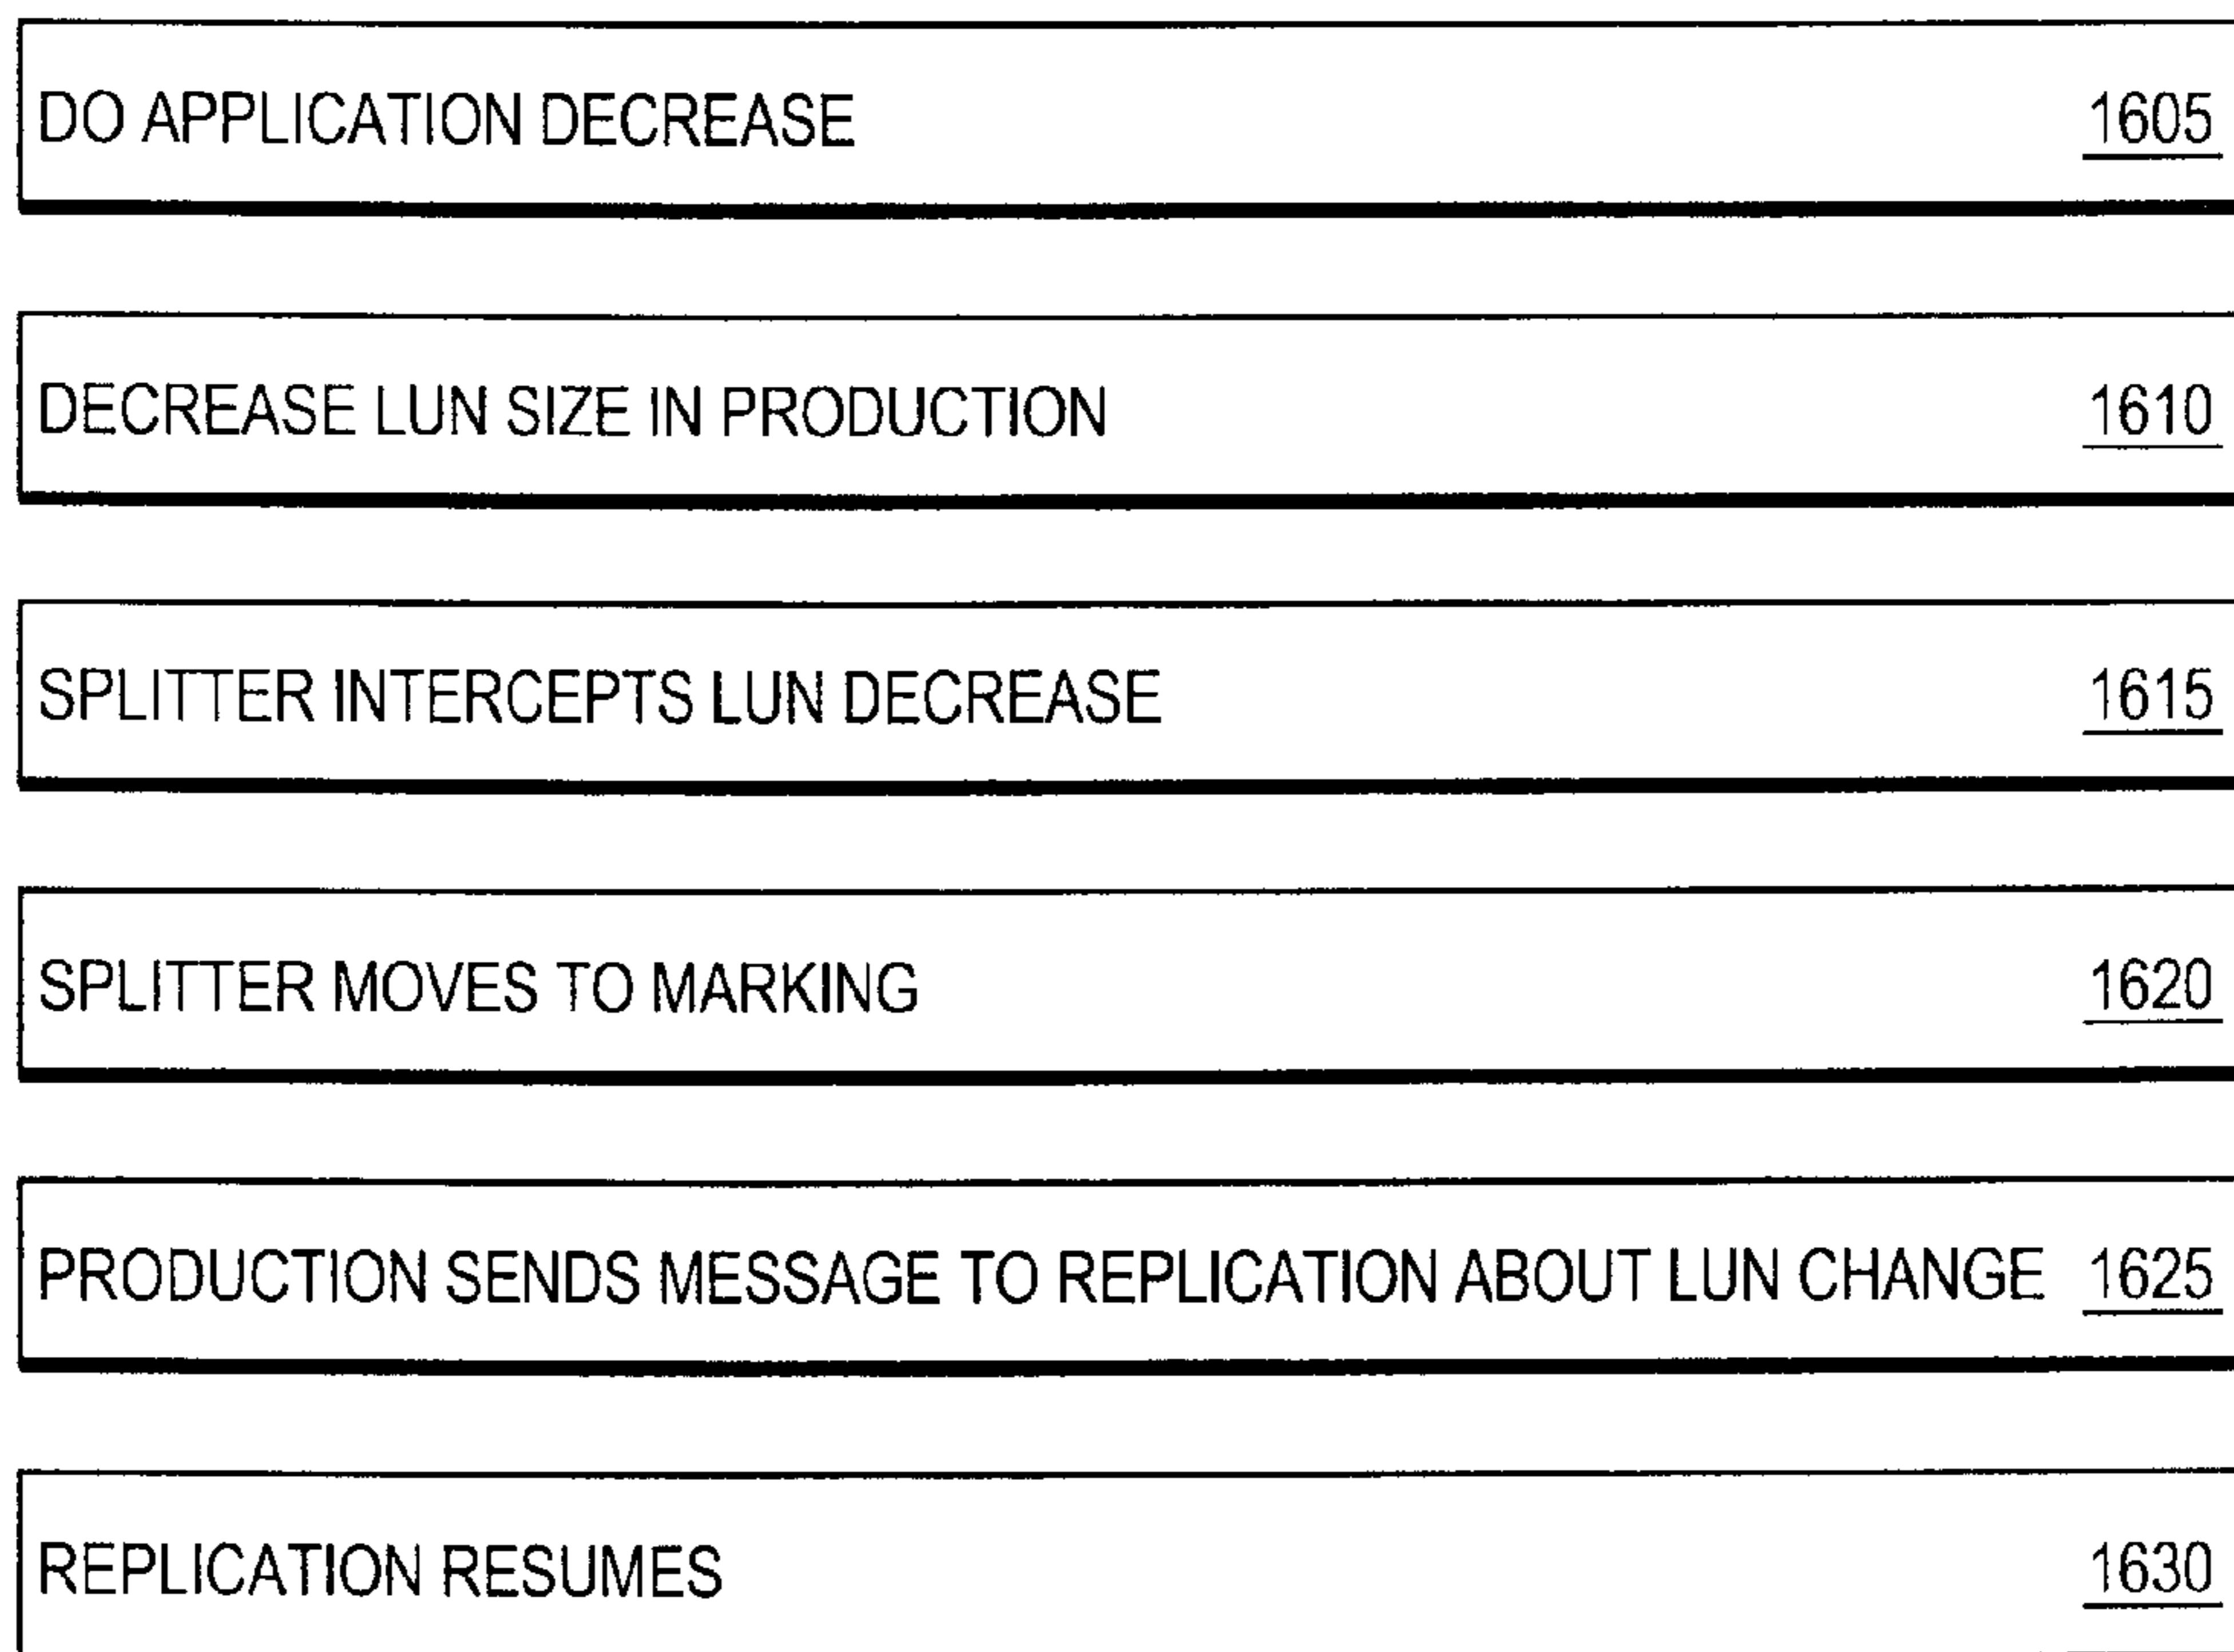 DO APPLICATION DECREASE 1605
DECREASE LUN SIZE IN PRODUCTION 1610
SPLITTER INTERCEPTS LUN DECREASE 1615
SPLITTER MOVES TO MARKING 1620
PRODUCTION SENDS MESSAGE TO REPLICATION ABOUT LUN CHANGE 1625
REPLICATION RESUMES 1630